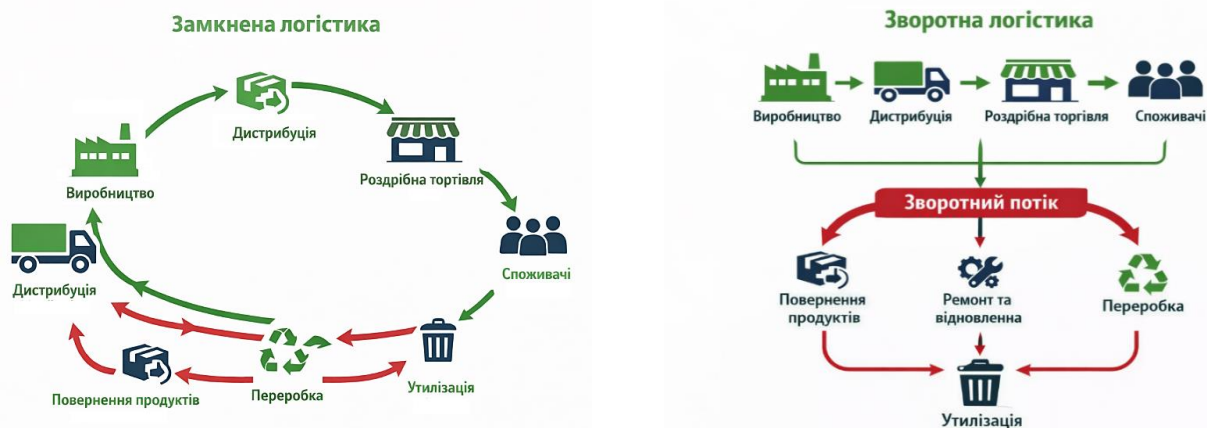 Замкнена логістика
Дистрибуція
Виробництво
Роздрібна тортівля
Споживачі
Дистрибуція
Повернення продуктів
Переробка
Утилізація
Зворотна логістика
Виробництво
Дистрибуція
Роздрібна торгівля
Споживачі
Зворотний потік
Повернення
продуктів
Ремонт та
відновленна
Переробка
Утилізація